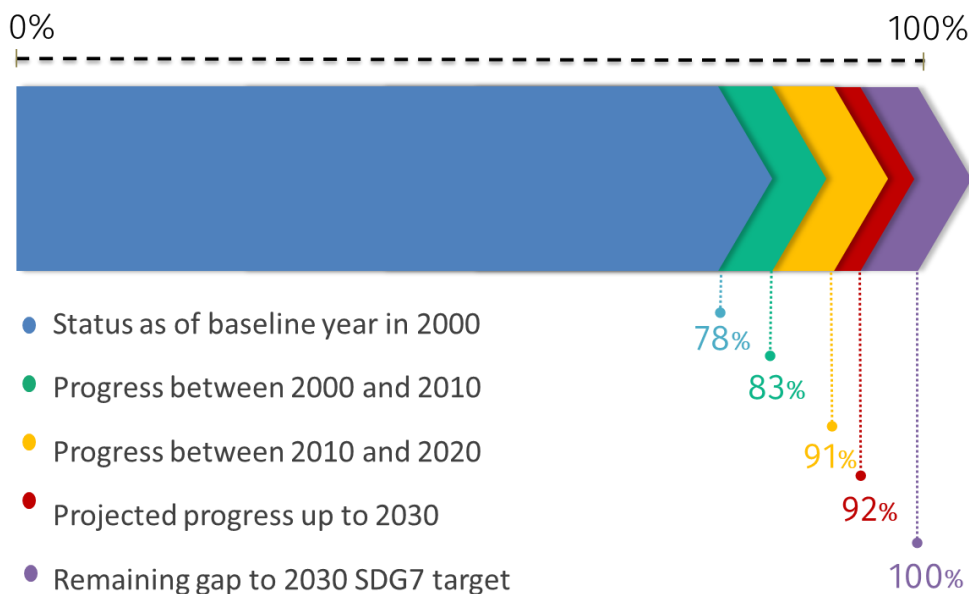 0% 100%
Status as of baseline year in 2000
78%
Progress between 2000 and 2010
83%
Progress between 2010 and 2020
91%
Projected progress up to 2030
92%
Remaining gap to 2030 SDG7 target
100%